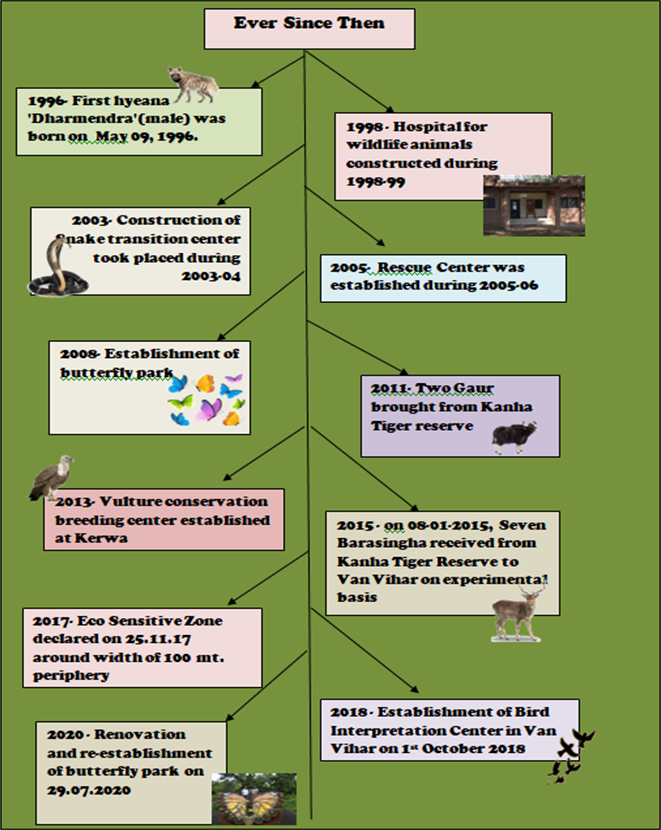 Ever Since Then
1996- First hyeana
'Dharmendra'(male) was
born on May 09, 1996.
1998- Hospital for
wildlife animals
constructed during
1998-99
2003- Construction of
Snake transition center
took placed during
2003-04
2005- Rescue Center was
established during 2005-06
2008- Establishment of
butterfly park
2011- Two Gaur
brought from Kanha
Tiger reserve
2013- Vulture conservation
breeding center established
at Kerwa
2015- on 08-01-2015, Seven
Barasingha received from
Kanha Tiger Reserve to
Van Vihar on experimental
basis
2017- Eco Sensitive Zone
declared on 25.11.17
around width of 100 mt.
periphery
2018- Establishment of Bird
Interpretation Center in Van
Vihar on 1st October 2018
2020- Renovation
and re-establishment
of butterfly park on
29.07.2020